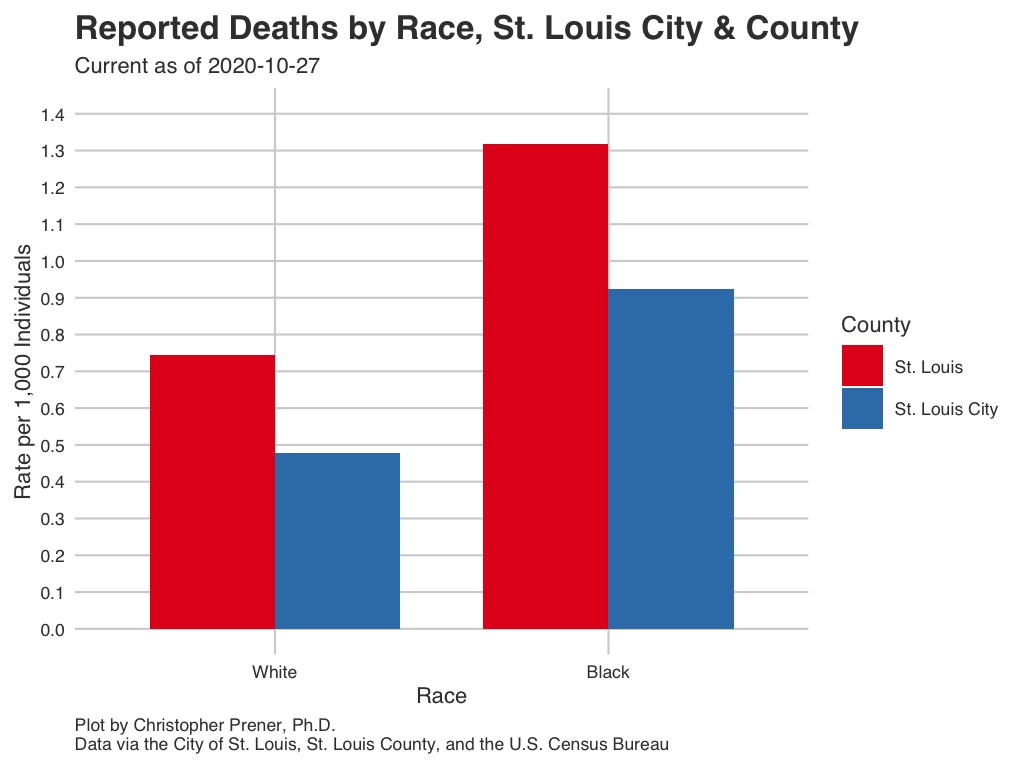 Reported Deaths by Race, St. Louis City & County
Current as of 2020-10-27
Rate per 1,000 Individuals
1.4
1.3
1.2
1.1
1.0
0.9
0.8
0.7
0.6
0.5
0.4
0.3
0.2
0.1
0.0
White
Black
Race
County
St. Louis
St. Louis City
Plot by Christopher Prener, Ph.D.
Data via the City of St. Louis, St. Louis County, and the U.S. Census Bureau